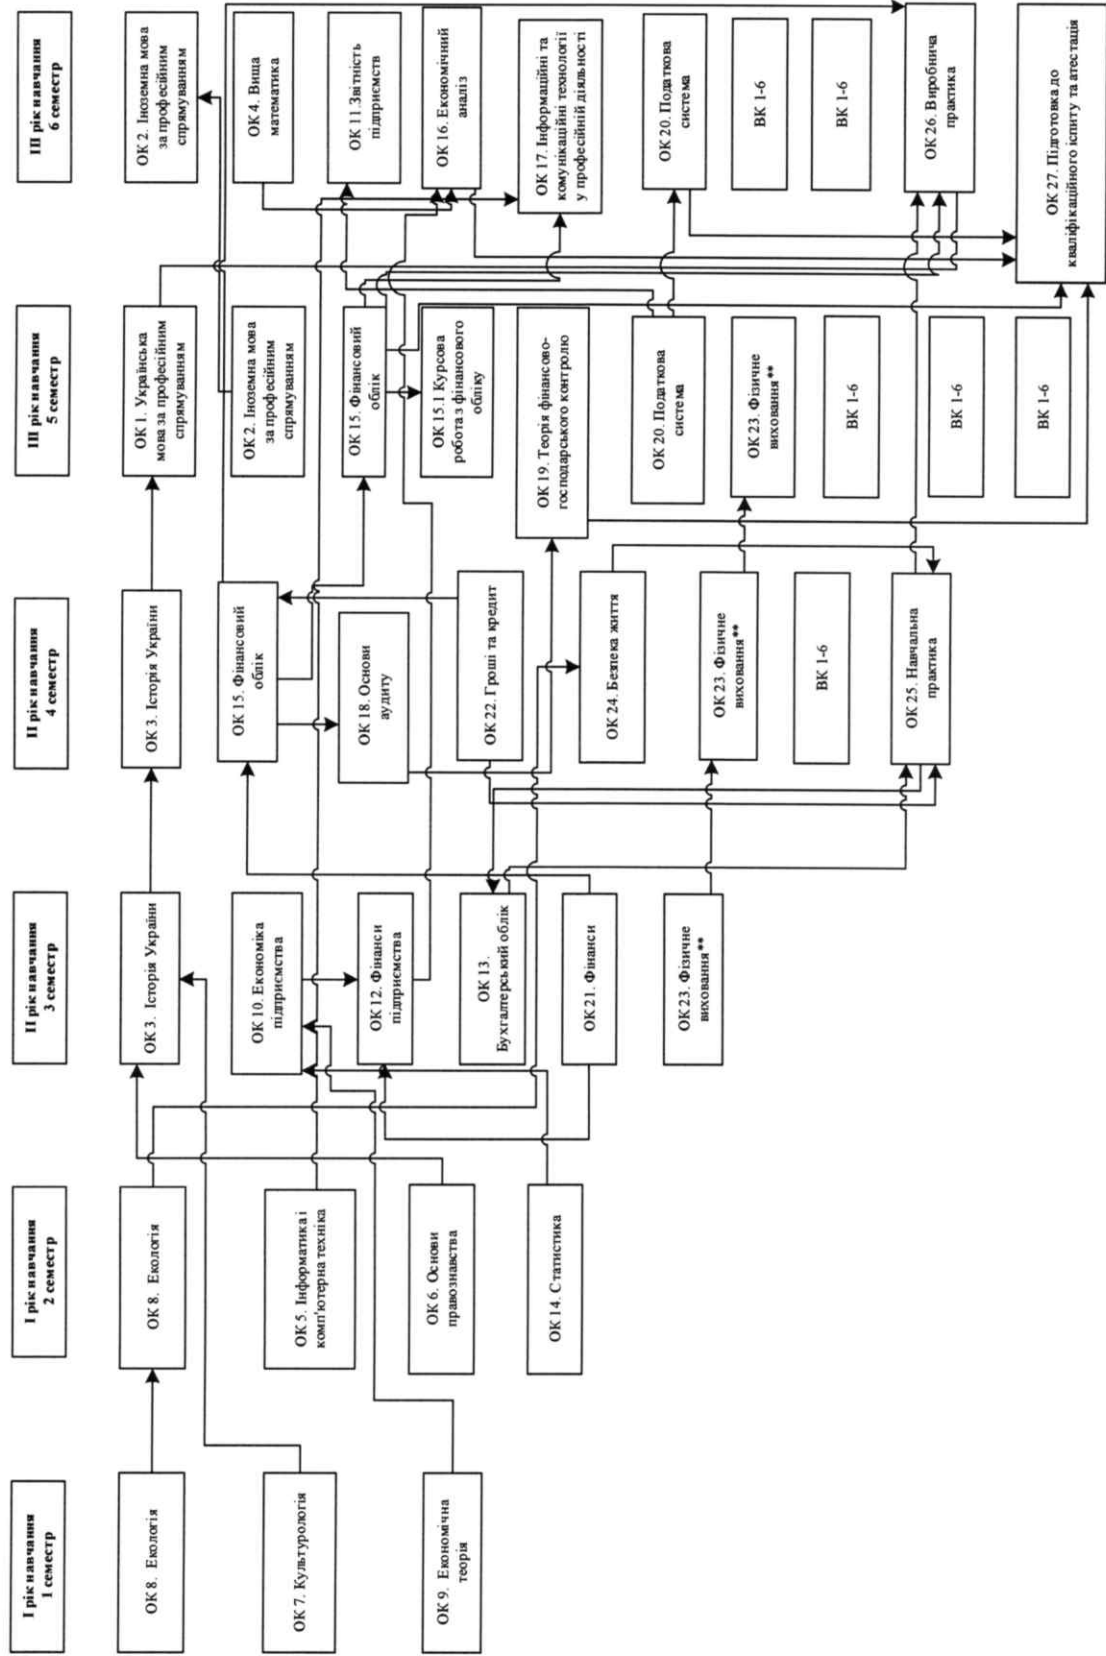 І рік навчання
1 семестр
ОК 8. Екологія
ОК 7. Культурологія
ОК 9. Економічна
теорія
І рік навчання
2 семестр
ОК 8. Екологія
ОК 5. Інформатика і
комп'ютерна техніка
ОК 6. Основи
правознавства
ОК 14. Статистика
ІІ рік навчання
3 семестр
ОК 3. Історія України
ОК 10. Економіка
підприємства
ОК 12. Фінанси
підприємства
ОК 13.
Бухгалтерський облік
ОК 21. Фінанси
ОК 23. Фізичне
виховання**
ІІ рік навчання
4 семестр
ОК 3. Історія України
ОК 15. Фінансовий
облік
ОК 18. Основи
аудиту
ОК 22. Гроші та кредит
ОК 24. Безпека життя
ОК 23. Фізичне
виховання**
ВК 1-6
ОК 25. Навчальна
практика
ІІІ рік навчання
5 семестр
ОК 1. Українська
мова за професійним
спрямуванням
ОК 2. Іноземна мова
за професійним
спрямуванням
ОК 15. Фінансовий
облік
ОК 15.1 Курсова
робота з фінансового
обліку
ОК 19. Теорія фінансово-
господарського контролю
ОК 20. Податкова
система
ОК 23. Фізичне
виховання**
ВК 1-6
ВК 1-6
ВК 1-6
ІІІ рік навчання
6 семестр
ОК 2. Іноземна мова
за професійним
спрямуванням
ОК 4. Вища
математика
ОК 11. Звітність
підприємств
ОК 16. Економічний
аналіз
ОК 17. Інформаційні та
комунікаційні технології
у професійній діяльності
ОК 20. Податкова
система
ВК 1-6
ВК 1-6
ОК 26. Виробнича
практика
ОК 27. Підготовка до
кваліфікаційного іспиту та атестація